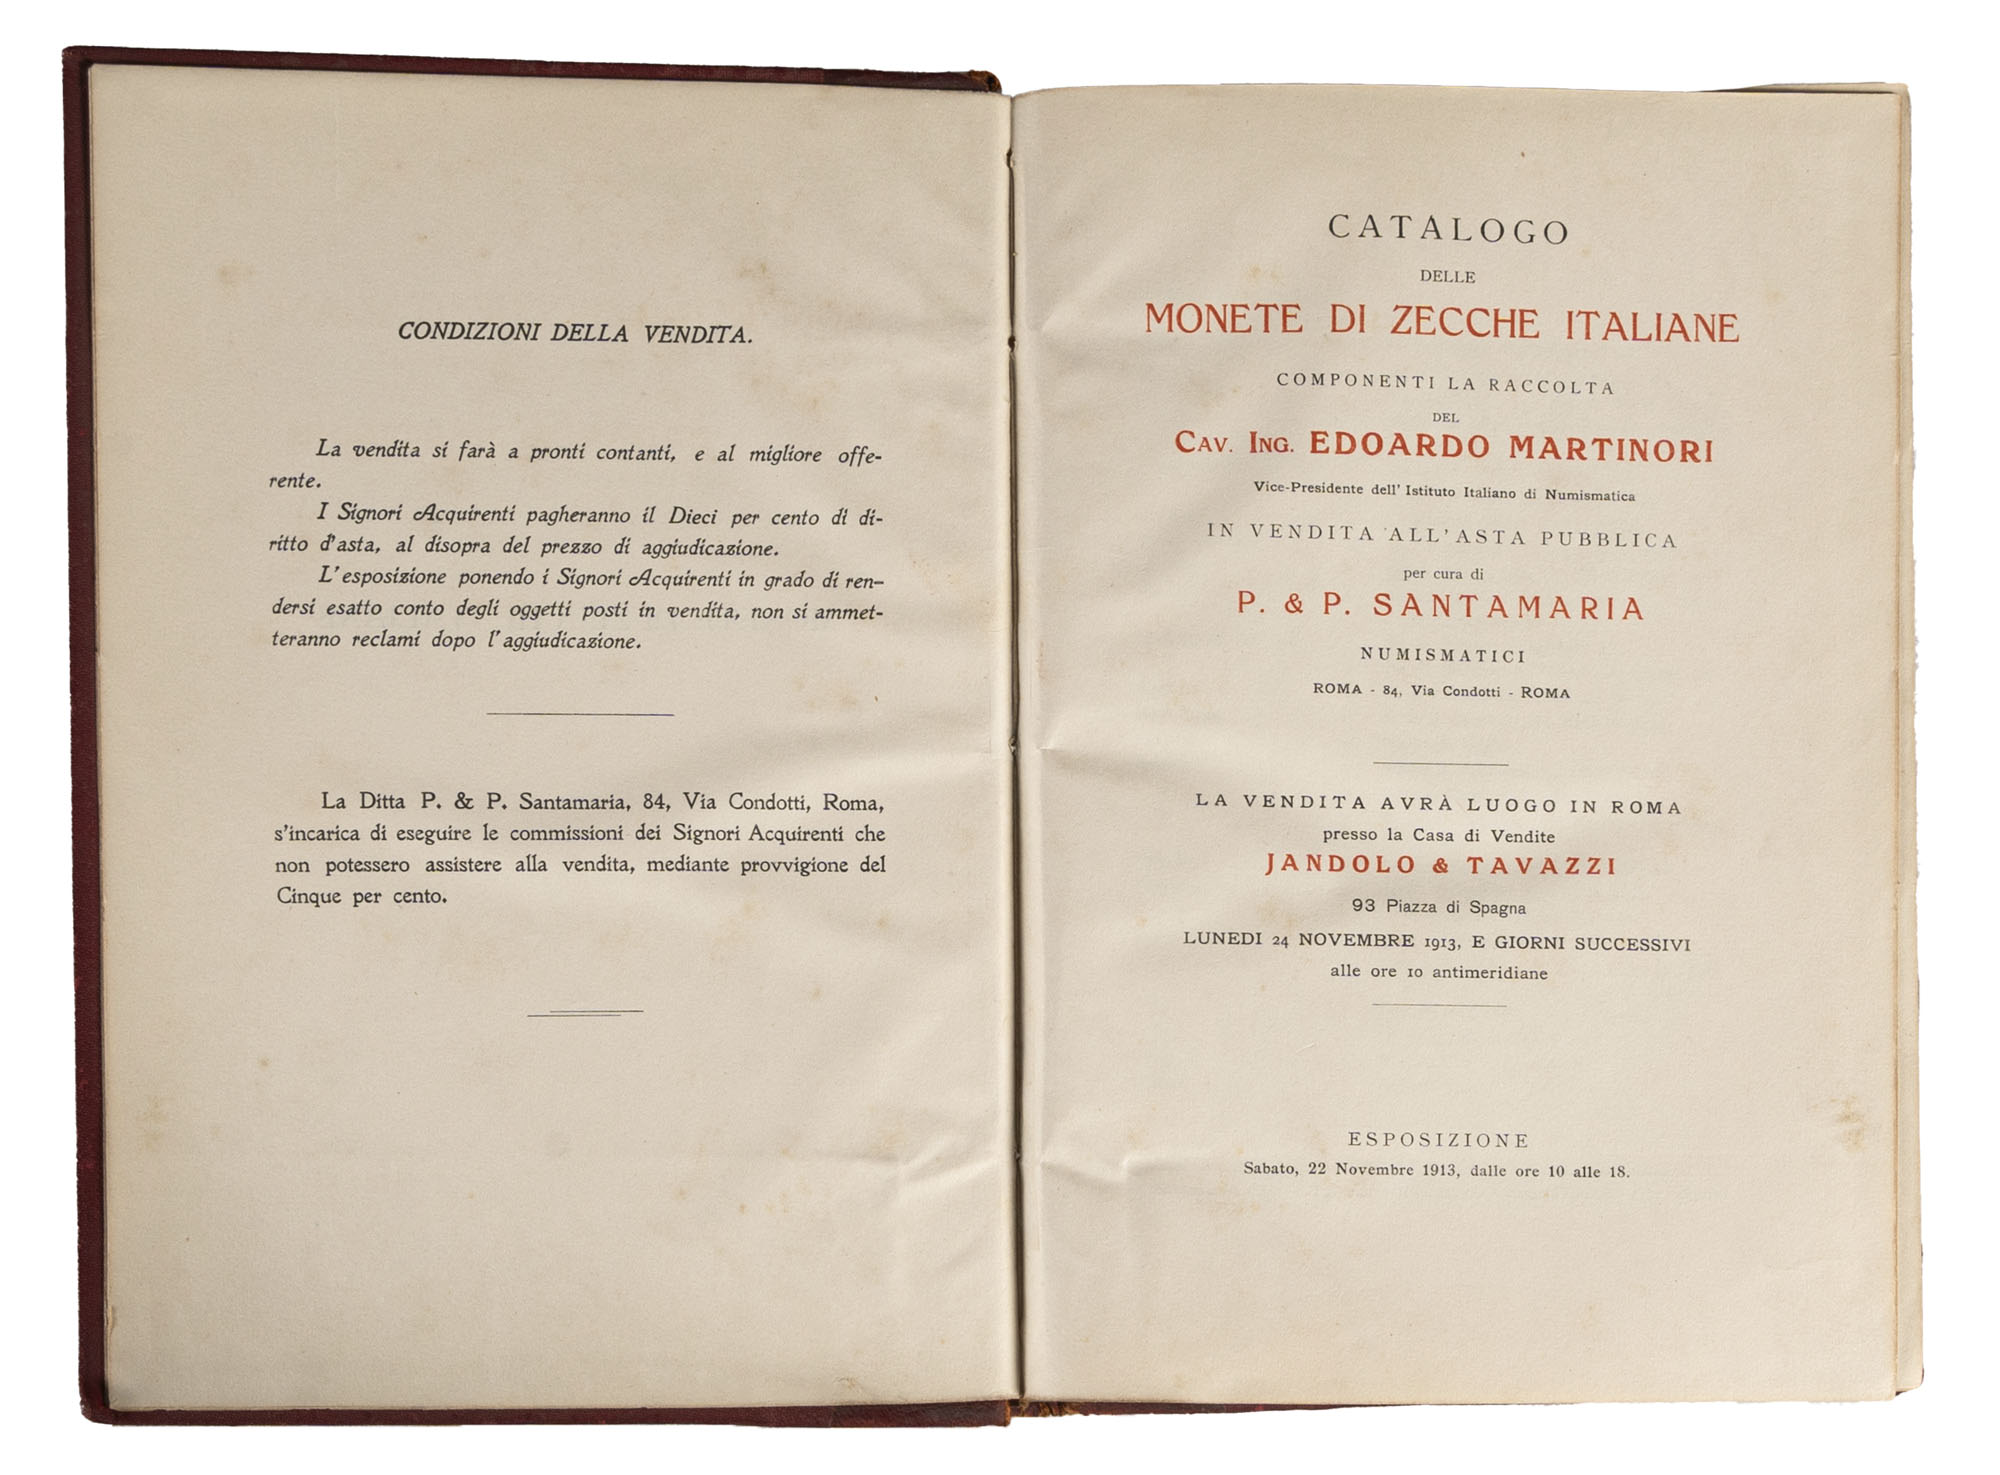 CONDIZIONI DELLA VENDITA.
La vendita si farà a pronti contanti, e al migliore offe-
rente.
I Signori Acquirenti pagheranno il Dieci per cento di di-
ritto d'asta, al disopra del prezzo di aggiudicazione.
L'esposizione ponendo i Signori Acquirenti in grado di ren-
dersi esatto conto degli oggetti posti in vendita, non si ammet-
teranno reclami dopo l'aggiudicazione.
La Ditta P. & P. Santamaria, 84, Via Condotti, Roma,
s'incarica di eseguire le commissioni dei Signori Acquirenti che
non potessero assistere alla vendita, mediante provvigione del
Cinque per cento.
CATALOGO
DELLE
MONETE DI ZECCHE ITALIANE
COMPONENTI LA RACCOLTA
DEL
CAV. ING. EDOARDO MARTINORI
Vice-Presidente dell'Istituto Italiano di Numismatica
IN VENDITA ALL'ASTA PUBBLICA
per cura di
P. & P. SANTAMARIA
NUMISMATICI
ROMA - 84, Via Condotti - ROMA
LA VENDITA AVRÀ LUOGO IN ROMA
presso la Casa di Vendite
JANDOLO & TAVAZZI
93 Piazza di Spagna
LUNEDI 24 NOVEMBRE 1913, E GIORNI SUCCESSIVI
alle ore 10 antimeridiane
ESPOSIZIONE
Sabato, 22 Novembre 1913, dalle ore 10 alle 18.